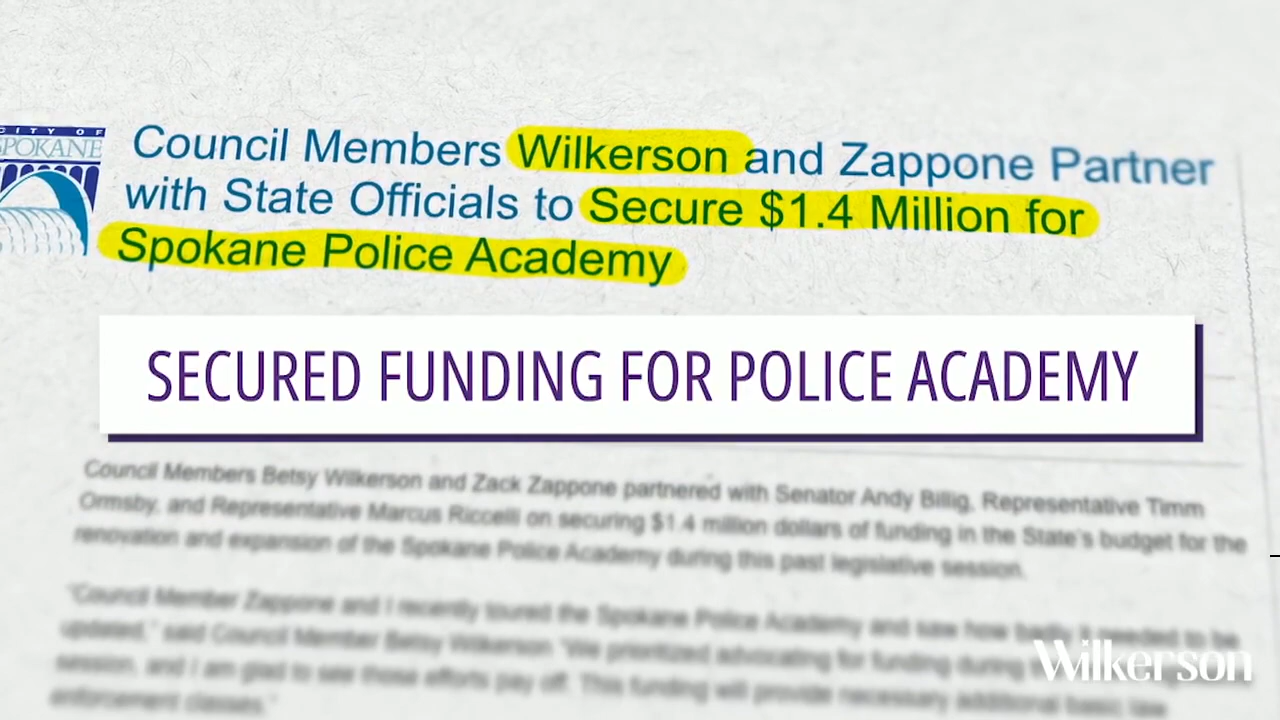 CITY OF
SPOKANE
Council Members Wilkerson and Zappone Partner
with State Officials to Secure $1.4 Million for
Spokane Police Academy
SECURED FUNDING FOR POLICE ACADEMY
Council Members Betsy Wilkerson and Zack Zappone partnered with Senator Andy Billig, Representative Timm
Ormsby, and Representative Marcus Riccelli on securing $1.4 million dollars of funding in the State's budget for the
renovation and expansion of the Spokane Police Academy during this past legislative session.
"Council Member Zappone and I recently toured the Spokane Police Academy and saw how badly it needed to be
updated," said Council Member Betsy Wilkerson. "We prioritized advocating for funding during
session, and I am glad to see those efforts pay off. This funding will provide necessary additional basic law
enforcement classes."
Wilkerson